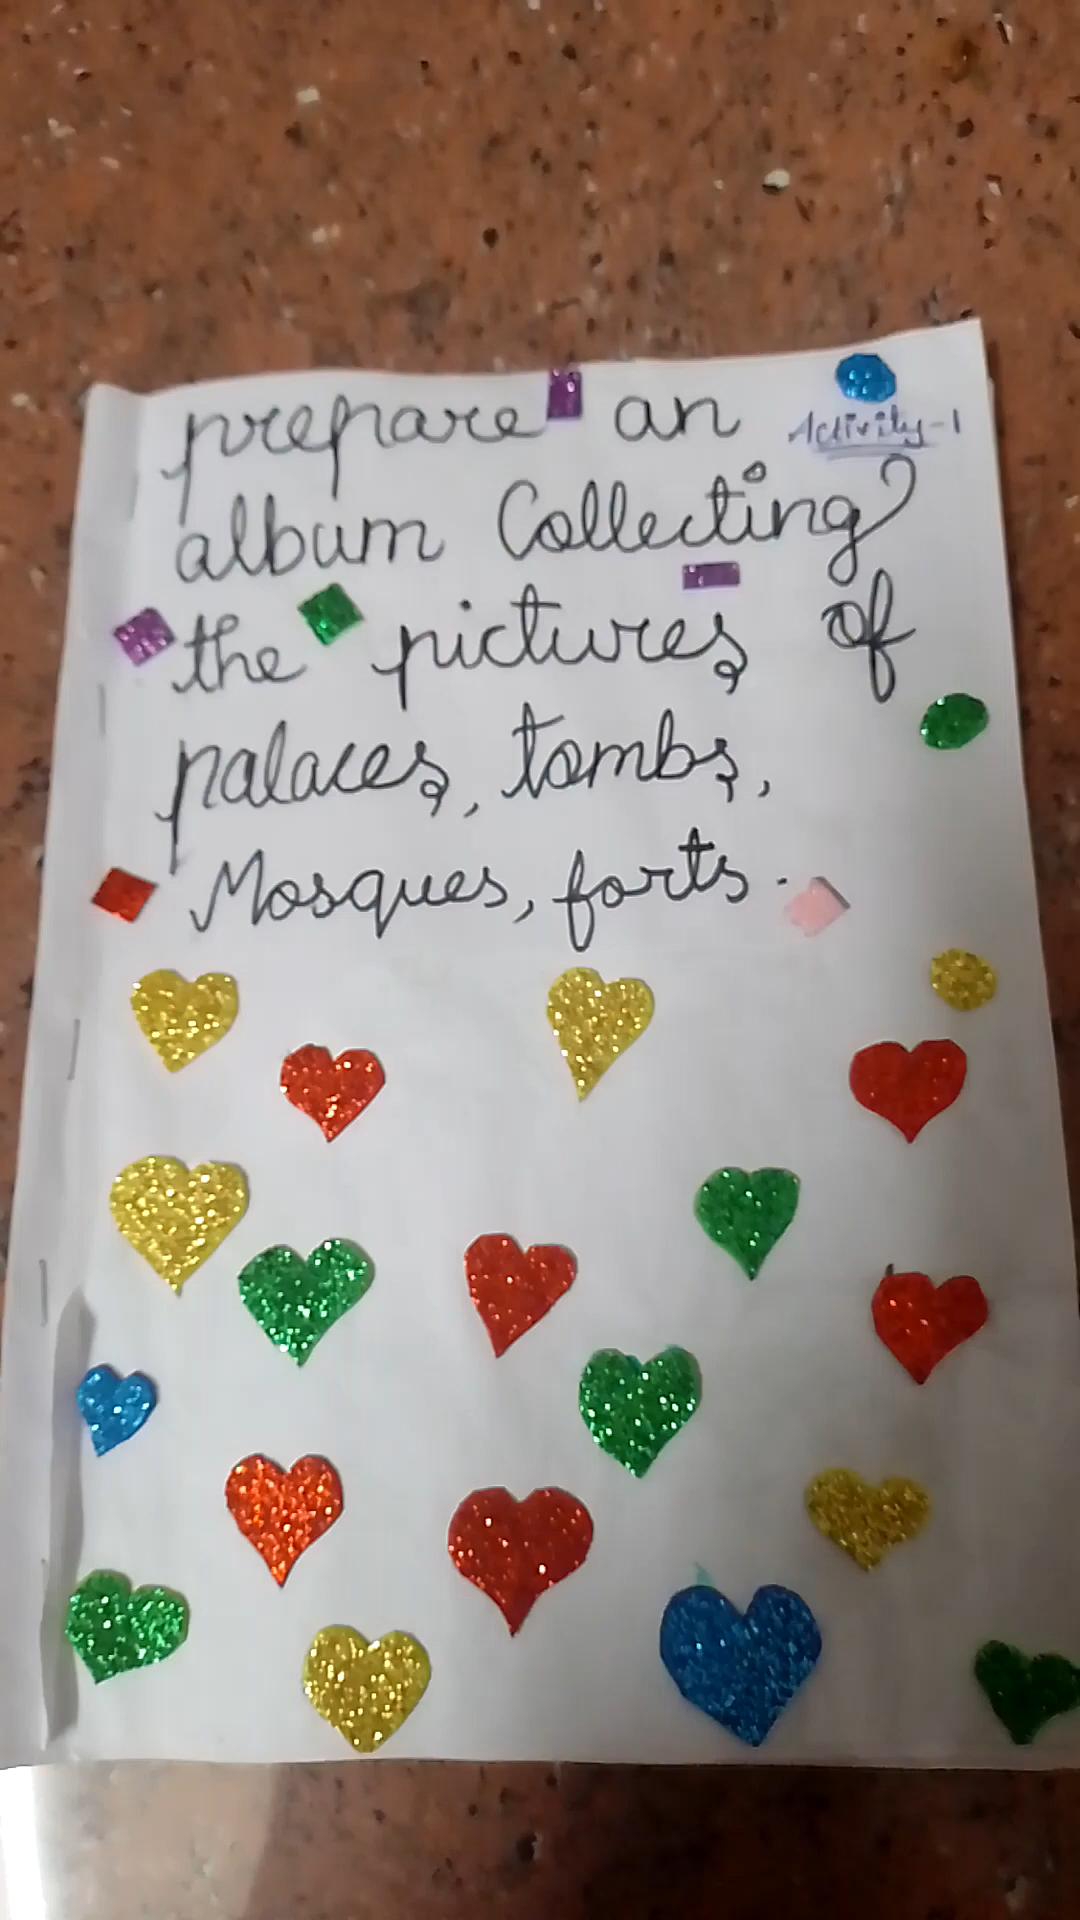 prepare an
Activity-1
album Collecting
the pictures of
palaces, tombs,
Mosques, forts.